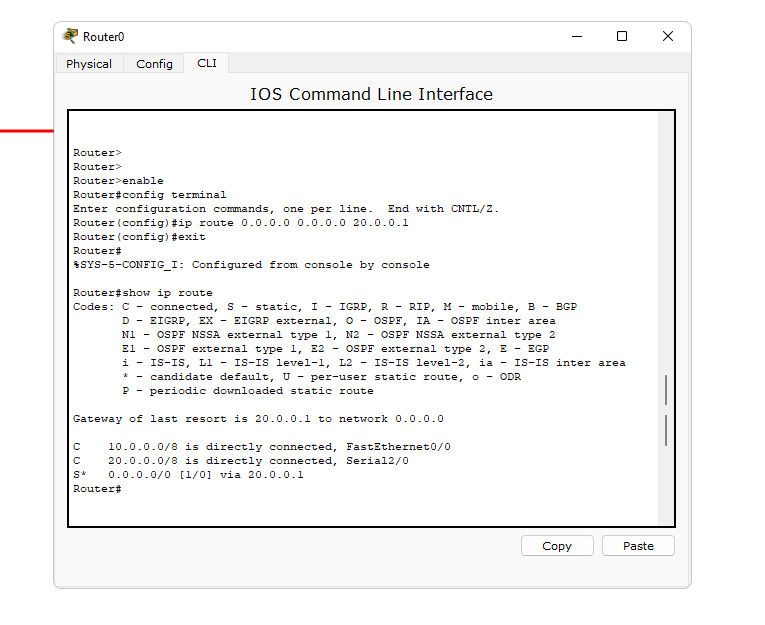 Router0
Physical Config CLI
IOS Command Line Interface
Router>
Router>
Router>enable
Router#config terminal
Enter configuration commands, one per line.  End with CNTL/Z.
Router(config)#ip route 0.0.0.0 0.0.0.0 20.0.0.1
Router(config)#exit
Router#
%SYS-5-CONFIG_I: Configured from console by console
Router#show ip route
Codes: C - connected, S - static, I - IGRP, R - RIP, M - mobile, B - BGP
       D - EIGRP, EX - EIGRP external, O - OSPF, IA - OSPF inter area
       N1 - OSPF NSSA external type 1, N2 - OSPF NSSA external type 2
       E1 - OSPF external type 1, E2 - OSPF external type 2, E - EGP
       i - IS-IS, L1 - IS-IS level-1, L2 - IS-IS level-2, ia - IS-IS inter area
       * - candidate default, U - per-user static route, o - ODR
       P - periodic downloaded static route
Gateway of last resort is 20.0.0.1 to network 0.0.0.0
C    10.0.0.0/8 is directly connected, FastEthernet0/0
C    20.0.0.0/8 is directly connected, Serial2/0
S*   0.0.0.0/0 [1/0] via 20.0.0.1
Router#
Copy Paste